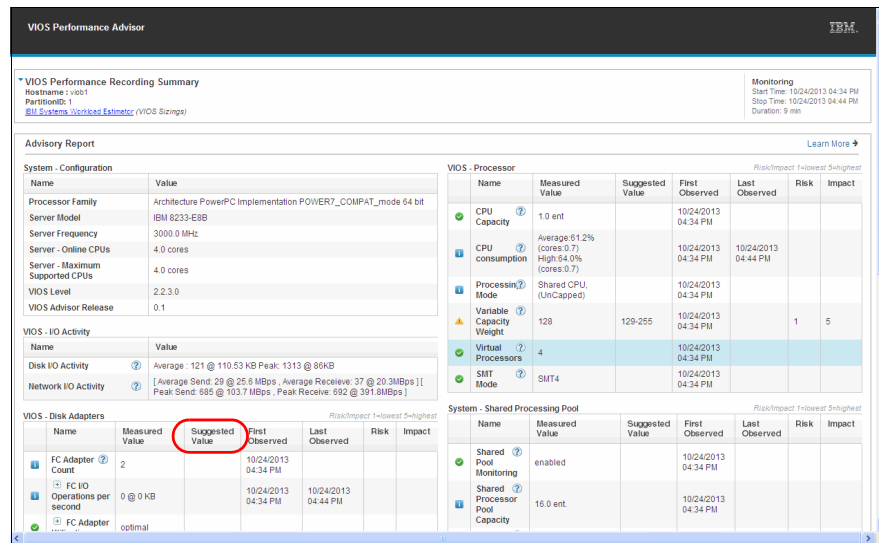 VIOS Performance Advisor
IBM.
VIOS Performance Recording Summary
Hostname : viob1
PartitionID: 1
IBM Systems Workload Estimator (VIOS Sizings)
Monitoring
Start Time: 10/24/2013 04:34 PM
Stop Time: 10/24/2013 04:44 PM
Duration: 9 min
Advisory Report
Learn More
System - Configuration
Name Value
Processor Family Architecture PowerPC Implementation POWER7_COMPAT_mode 64 bit
Server Model IBM 8233-E8B
Server Frequency 3000.0 MHz
Server - Online CPUs 4.0 cores
Server - Maximum
Supported CPUs 4.0 cores
VIOS Level 2.2.3.0
VIOS Advisor Release 0.1
VIOS - I/O Activity
Name Value
Disk I/O Activity ? Average : 121 @ 110.53 KB Peak: 1313 @ 86KB
Network I/O Activity ? [ Average Send: 29 @ 25.6 MBps , Average Receieve: 37 @ 20.3MBps ] [
Peak Send: 685 @ 103.7 MBps , Peak Receive: 692 @ 391.8MBps ]
VIOS - Disk Adapters
Risk/Impact 1=lowest 5=highest
Name Measured Value Suggested Value First Observed Last Observed Risk Impact
FC Adapter ?
Count 2 10/24/2013
04:34 PM
FC I/O
Operations per
second 0 @ 0 KB 10/24/2013
04:34 PM 10/24/2013
04:44 PM
FC Adapter
optimal
VIOS - Processor
Risk/Impact 1=lowest 5=highest
Name Measured Value Suggested Value First Observed Last Observed Risk Impact
CPU ?
Capacity 1.0 ent 10/24/2013
04:34 PM
CPU ?
consumption Average:61.2%
(cores:0.7)
High:64.0%
(cores:0.7) 10/24/2013
04:34 PM 10/24/2013
04:44 PM
Processing ?
Mode Shared CPU,
(UnCapped) 10/24/2013
04:34 PM
Variable ?
Capacity
Weight 128 129-255 10/24/2013
04:34 PM 1 5
Virtual ?
Processors 4 10/24/2013
04:34 PM
SMT ?
Mode SMT4 10/24/2013
04:34 PM
System - Shared Processing Pool
Risk/Impact 1=lowest 5=highest
Name Measured Value Suggested Value First Observed Last Observed Risk Impact
Shared ?
Pool
Monitoring enabled 10/24/2013
04:34 PM
Shared ?
Processor
Pool
Capacity 16.0 ent. 10/24/2013
04:34 PM